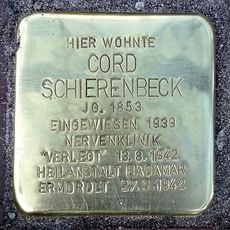 HIER WOHNTE
CORD
SCHIERENBECK
JG. 1853
EINGEWIESEN 1939
NERVENKLINIK
"VERLEGT" 18.8.1942
HEILANSTALT HADAMAR
ERMORDET 27.9.1942